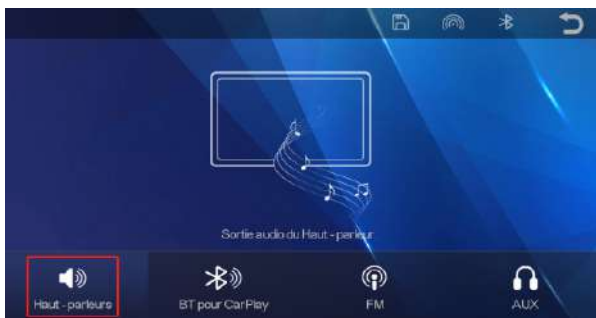 Sortie audio du Haut-parleur
Haut-parleurs
BT pour CarPlay
FM
AUX